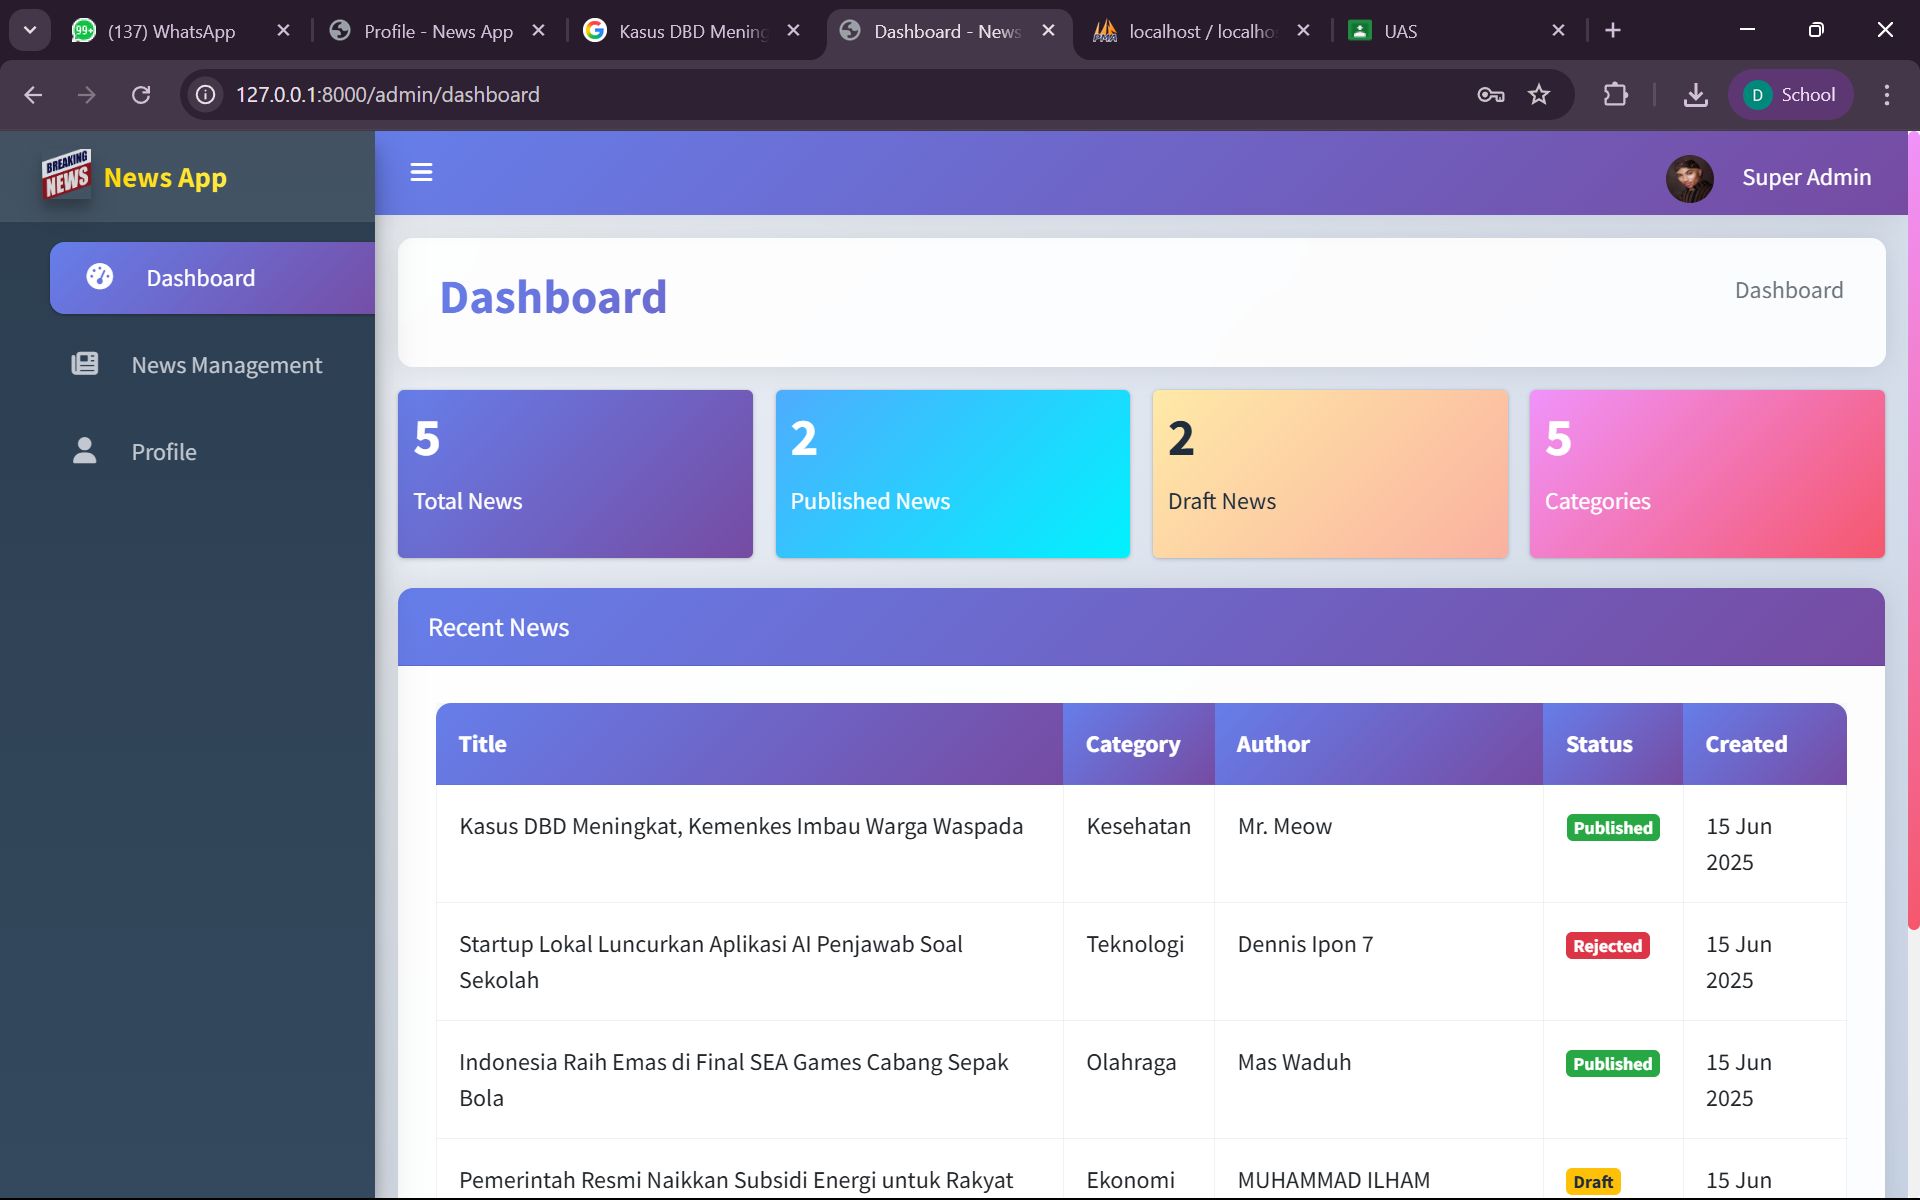 99+
(137) WhatsApp
Profile - News App
Kasus DBD Mening
Dashboard - News
localhost / localho
UAS
127.0.0.1:8000/admin/dashboard
D
School
BREAKING
NEWS
News App
Super Admin
Dashboard
News Management
Profile
Dashboard
Dashboard
5
Total News
2
Published News
2
Draft News
5
Categories
Recent News
Title Category Author Status Created
Kasus DBD Meningkat, Kemenkes Imbau Warga Waspada Kesehatan Mr. Meow Published 15 Jun
2025
Startup Lokal Luncurkan Aplikasi AI Penjawab Soal Teknologi Dennis Ipon 7 Rejected 15 Jun
Sekolah 2025
Indonesia Raih Emas di Final SEA Games Cabang Sepak Olahraga Mas Waduh Published 15 Jun
Bola 2025
Pemerintah Resmi Naikkan Subsidi Energi untuk Rakyat Ekonomi MUHAMMAD ILHAM Draft 15 Jun